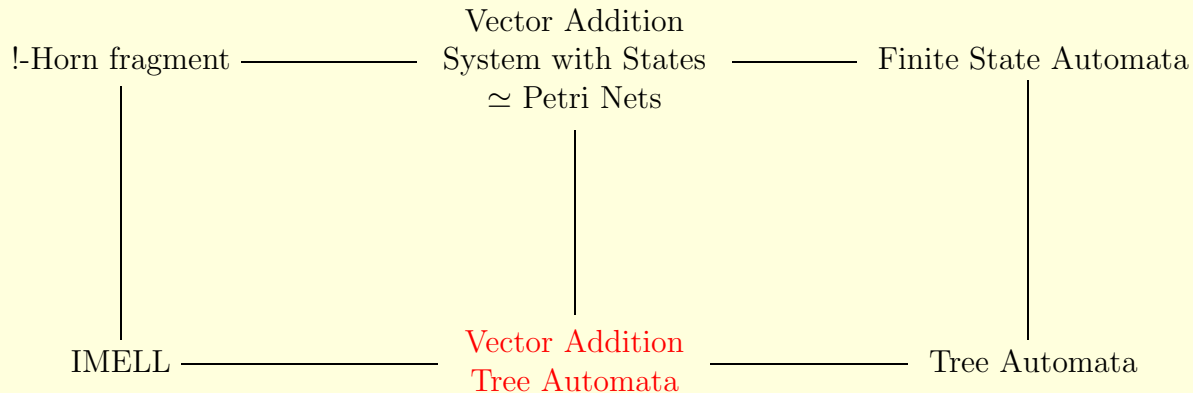 Vector Addition
!-Horn fragment System with States Finite State Automata
≃ Petri Nets
Vector Addition
IMELL Tree Automata
Tree Automata